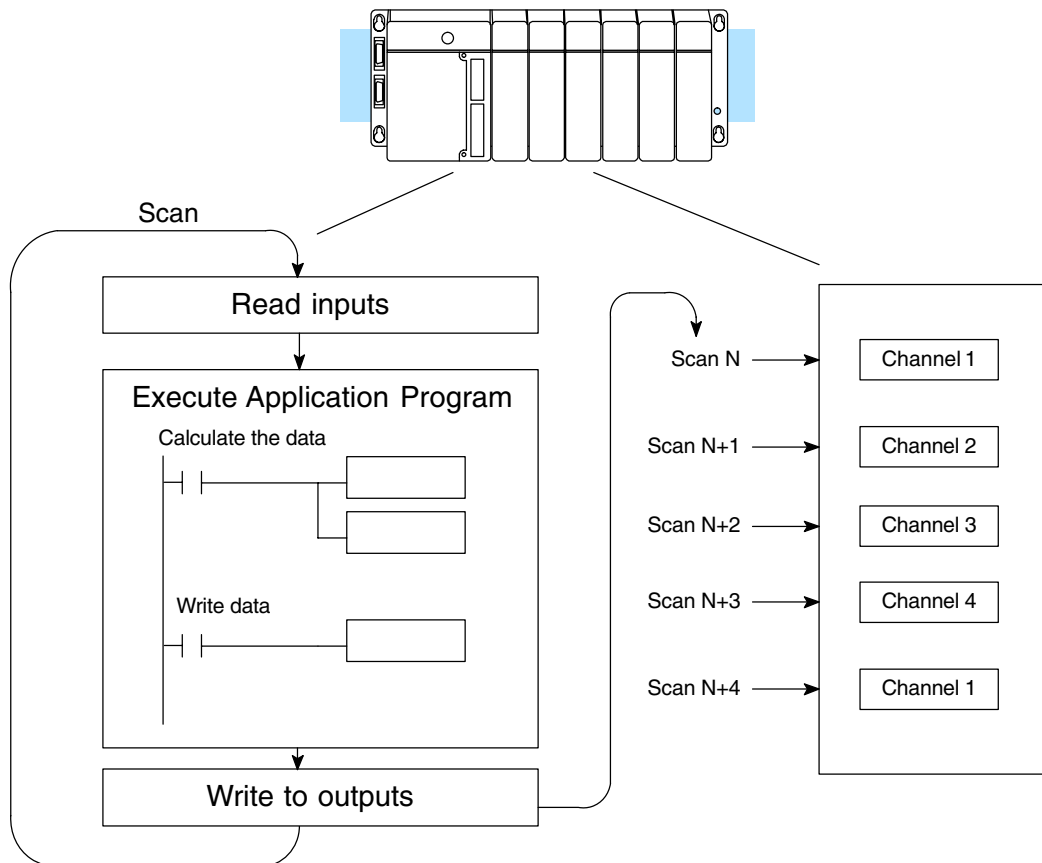 Scan
Read inputs
Execute Application Program
Calculate the data
Write data
Write to outputs
Scan N
Channel 1
Scan N+1
Channel 2
Scan N+2
Channel 3
Scan N+3
Channel 4
Scan N+4
Channel 1